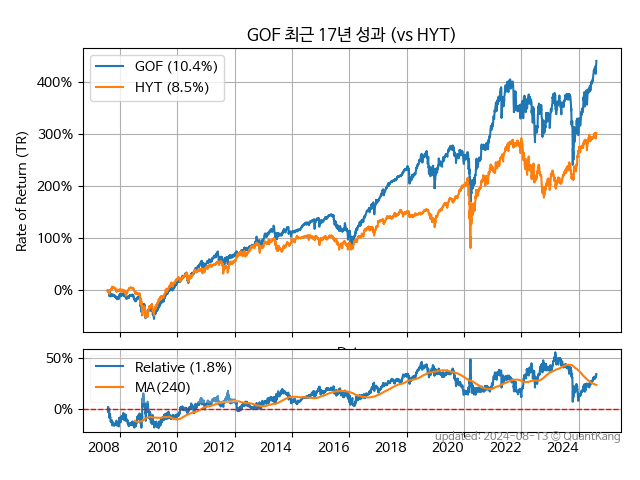 GOF 최근 17년 성과 (vs HYT)
GOF (10.4%)
HYT (8.5%)
400%
300%
200%
100%
0%
Rate of Return (TR)
2008 2010 2012 2014 2016 2018 2020 2022 2024
50%
0%
Relative (1.8%)
MA(240)
updated: 2024-08-13 © QuantKang